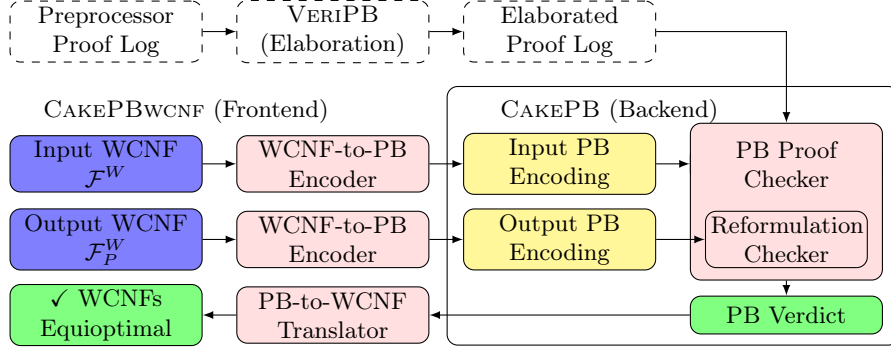 Preprocessor
Proof Log
VERIPB
(Elaboration)
Elaborated
Proof Log
CAKEPBWCNF (Frontend)
CAKEPB (Backend)
Input WCNF
𝓕^W
WCNF-to-PB
Encoder
Input PB
Encoding
PB Proof
Checker
Output WCNF
𝓕_P^W
WCNF-to-PB
Encoder
Output PB
Encoding
Reformulation
Checker
✓ WCNFs
Equioptimal
PB-to-WCNF
Translator
PB Verdict